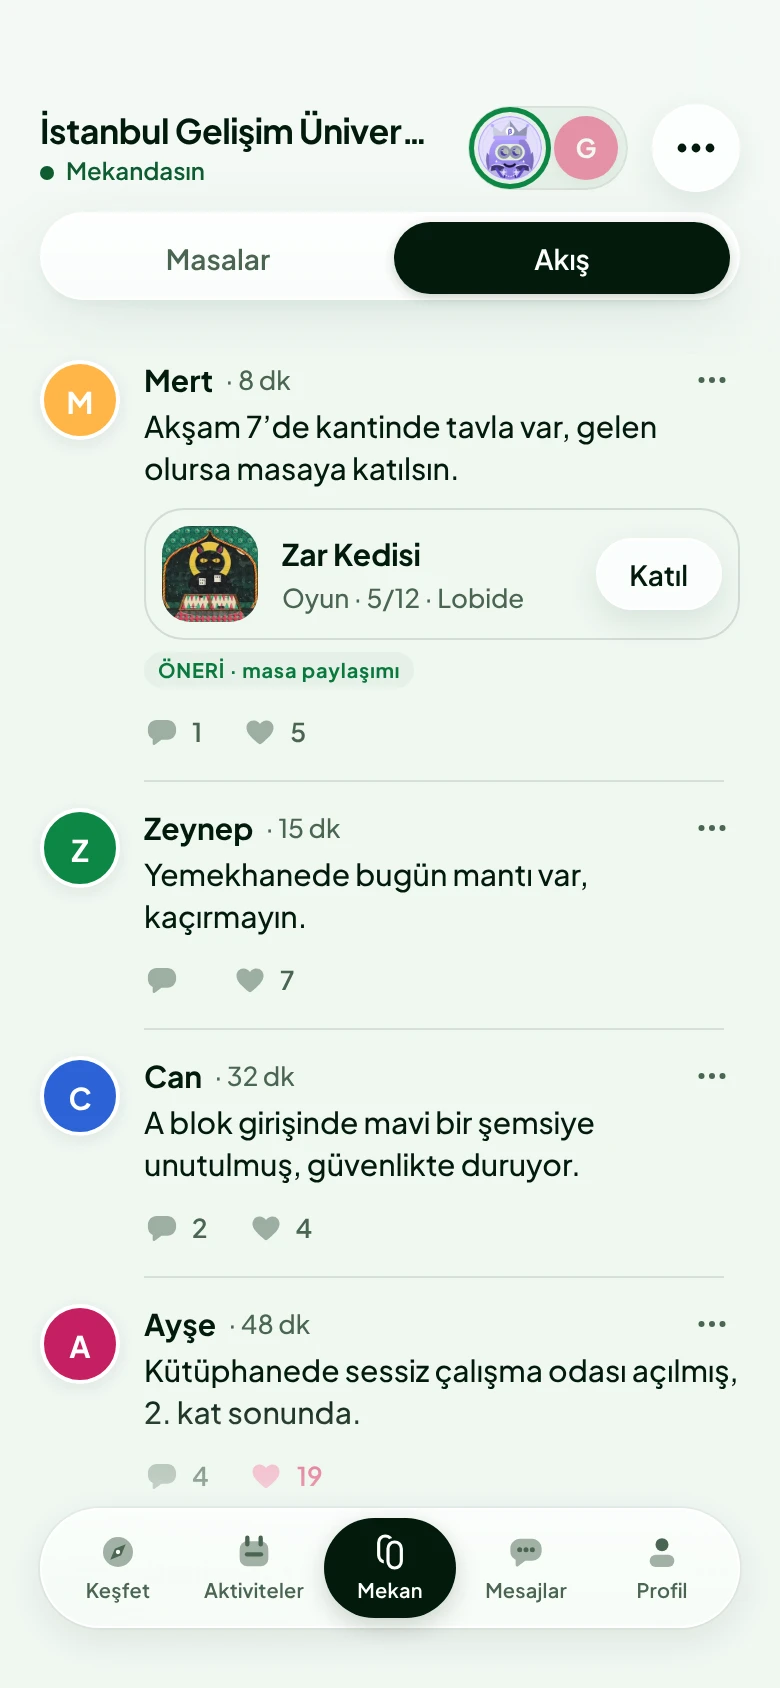 İstanbul Gelişim Üniver...
Mekandasın
G
Masalar
Akış
M
Mert · 8 dk
Akşam 7’de kantinde tavla var, gelen
olursa masaya katılsın.
Zar Kedisi
Oyun · 5/12 · Lobide
Katıl
ÖNERİ · masa paylaşımı
1
5
Z
Zeynep · 15 dk
Yemekhanede bugün mantı var,
kaçırmayın.
7
C
Can · 32 dk
A blok girişinde mavi bir şemsiye
unutulmuş, güvenlikte duruyor.
2
4
A
Ayşe · 48 dk
Kütüphanede sessiz çalışma odası açılmış,
2. kat sonunda.
4
19
Keşfet
Aktiviteler
Mekan
Mesajlar
Profil